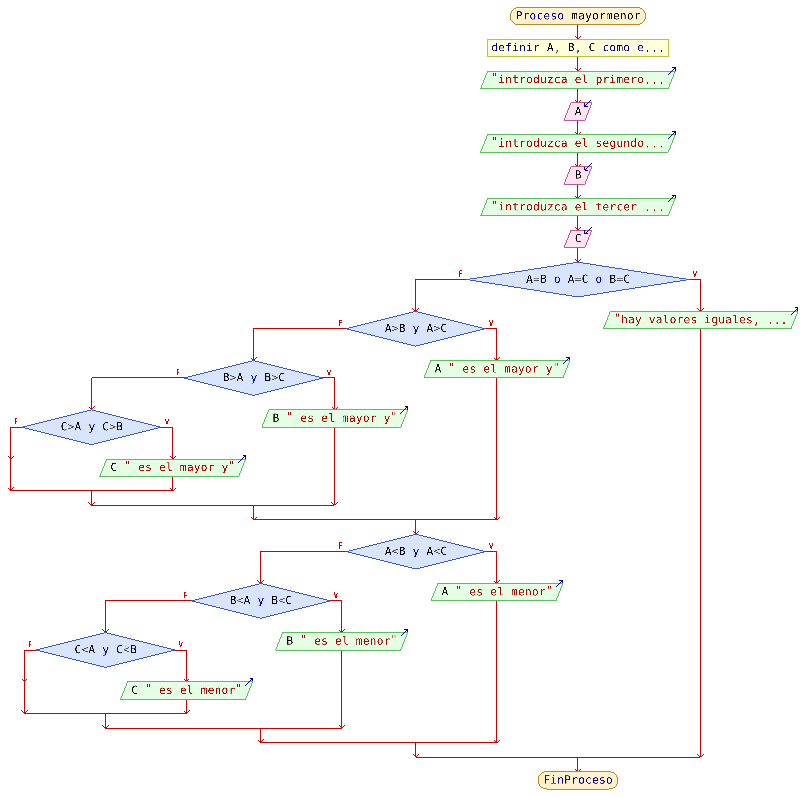 Proceso mayormenor
definir A, B, C como e...
"introduzca el primero...
A
"introduzca el segundo...
B
"introduzca el tercer ...
C
A=B o A=C o B=C
F
V
"hay valores iguales, ...
A>B y A>C
F
V
A " es el mayor y"
B>A y B>C
F
V
B " es el mayor y"
C>A y C>B
F
V
C " es el mayor y"
A<B y A<C
F
V
A " es el menor"
B<A y B<C
F
V
B " es el menor"
C<A y C<B
F
V
C " es el menor"
FinProceso